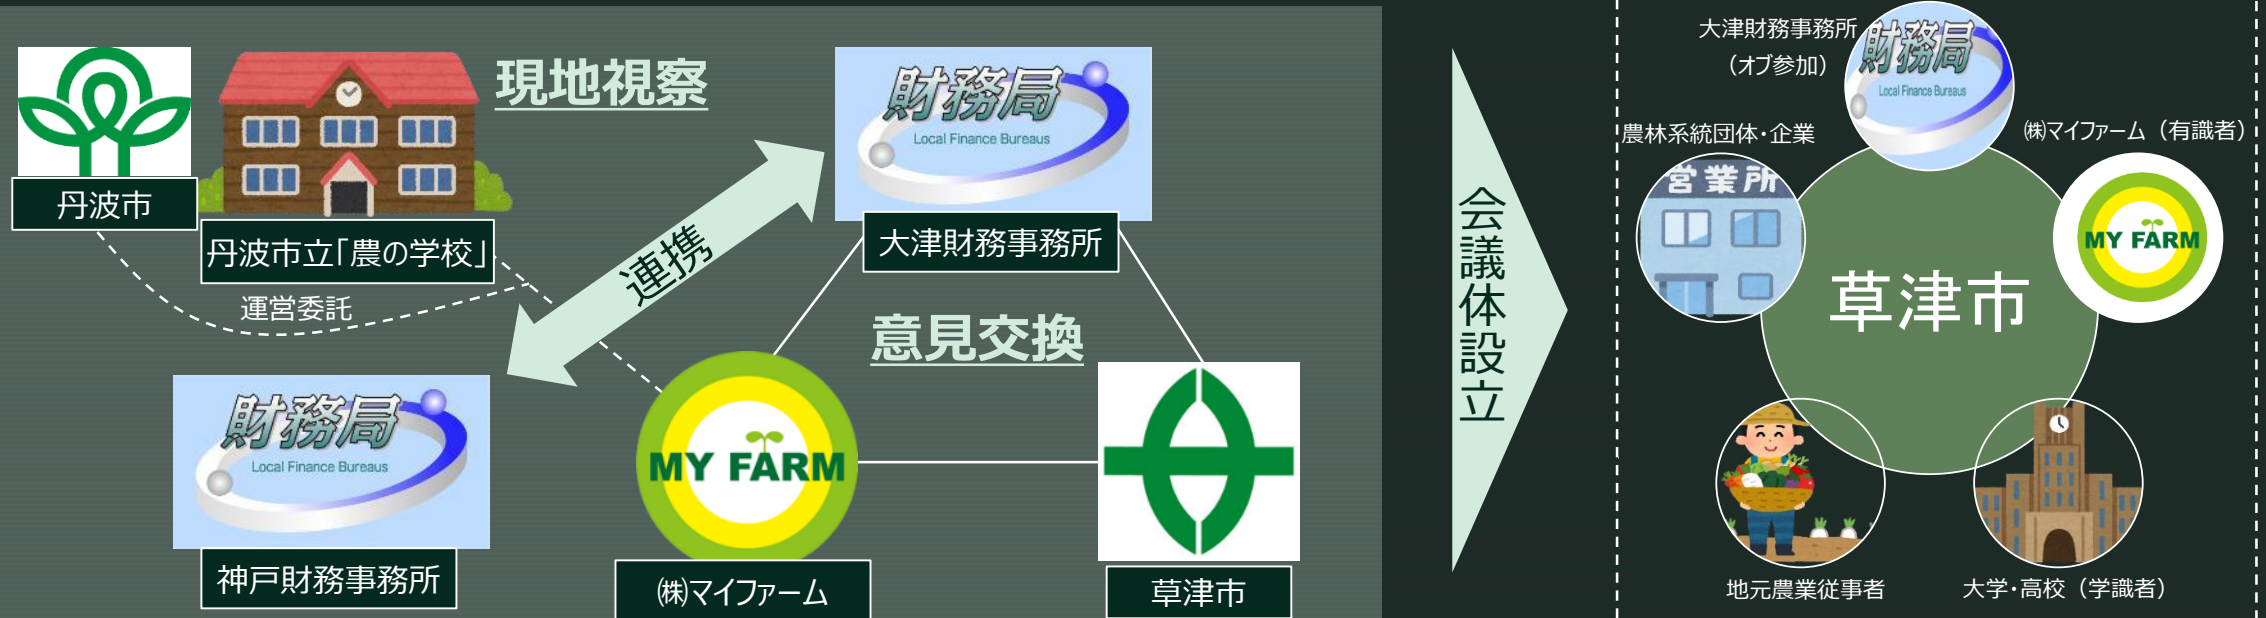 現地視察
丹波市
丹波市立「農の学校」
運営委託
連携
財務局
Local Finance Bureaus
大津財務事務所
意見交換
財務局
Local Finance Bureaus
神戸財務事務所
MY FARM
㈱マイファーム
草津市
会議体設立
大津財務事務所
（オブ参加）
財務局
Local Finance Bureaus
農林系統団体・企業
営業所
㈱マイファーム（有識者）
MY FARM
草津市
地元農業従事者
大学・高校（学識者）